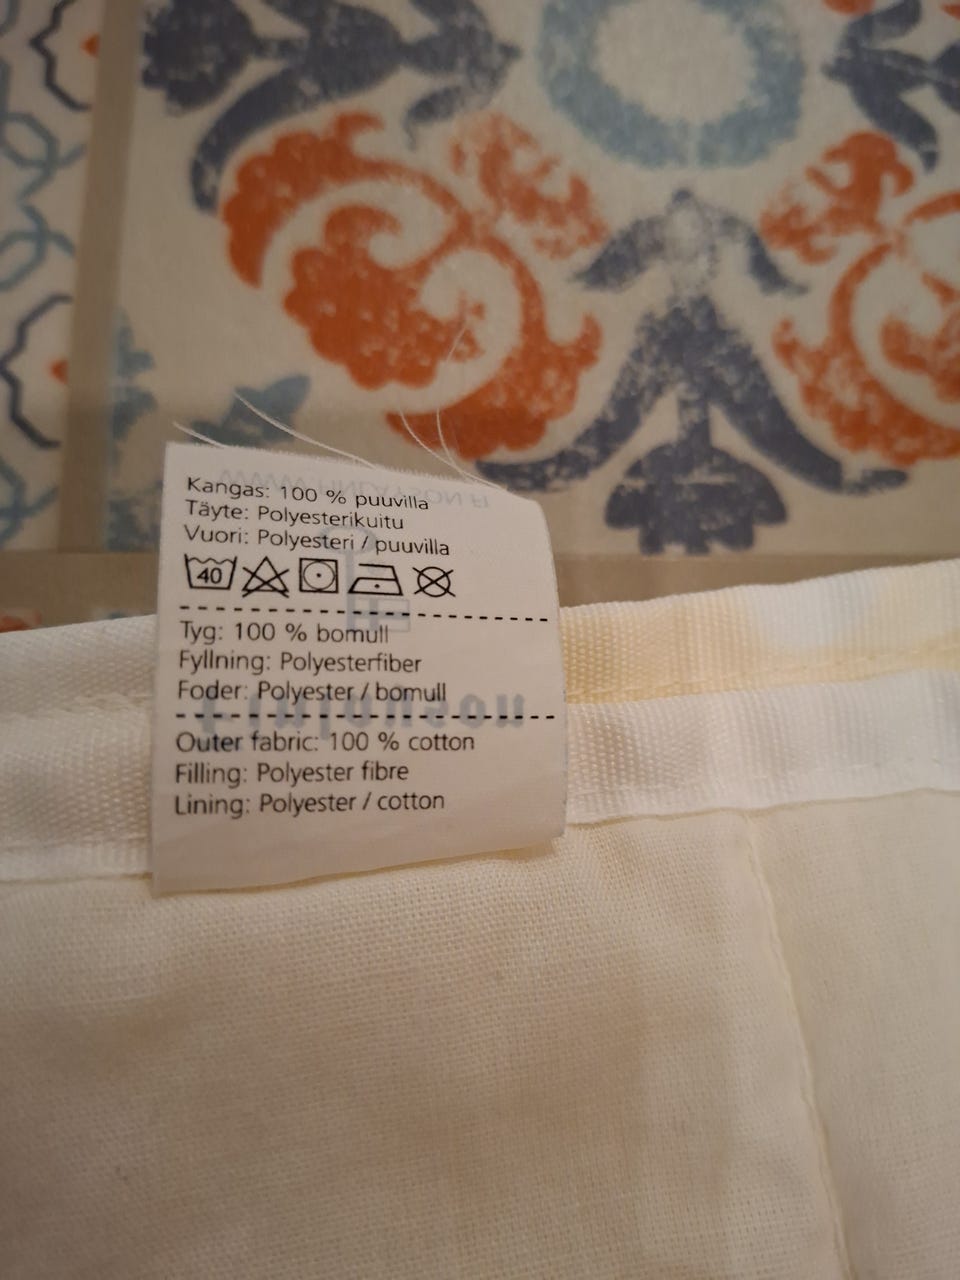 Kangas: 100 % puuvilla
Täyte: Polyesterikuitu
Vuori: Polyesteri / puuvilla
40
Tyg: 100 % bomull
Fyllning: Polyesterfiber
Foder: Polyester / bomull
Outer fabric: 100 % cotton
Filling: Polyester fibre
Lining: Polyester / cotton